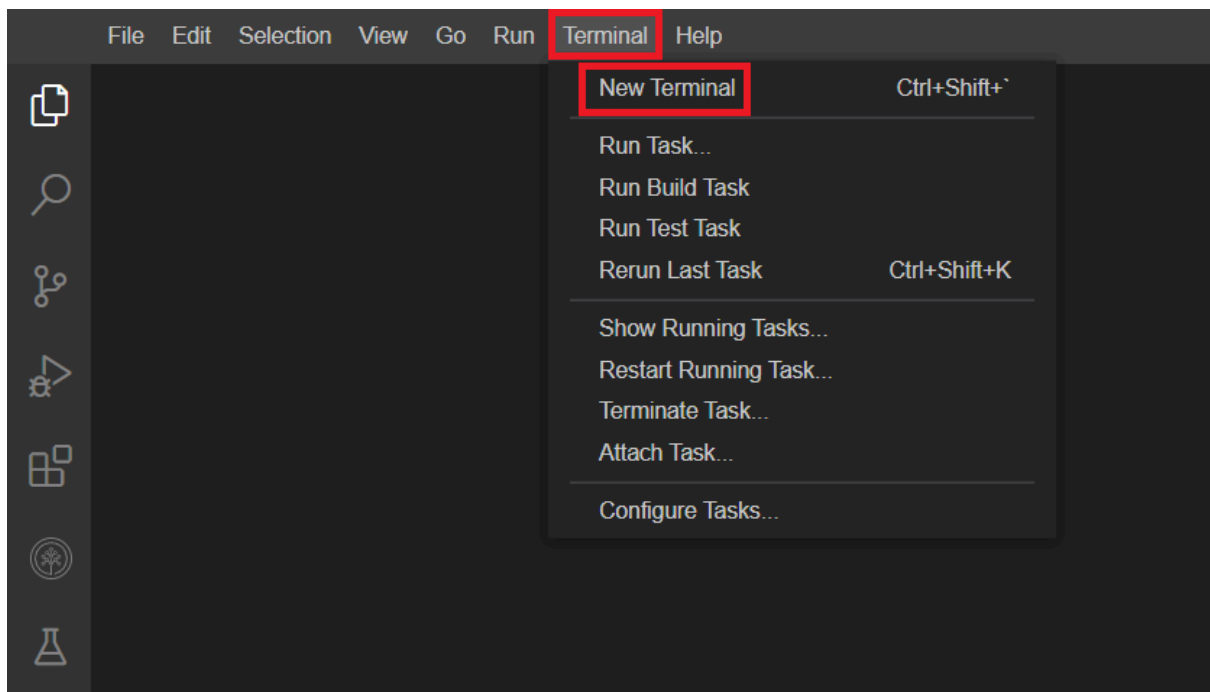 File Edit Selection View Go Run Terminal Help
New Terminal Ctrl+Shift+`
Run Task...
Run Build Task
Run Test Task
Rerun Last Task Ctrl+Shift+K
Show Running Tasks...
Restart Running Task...
Terminate Task...
Attach Task...
Configure Tasks...